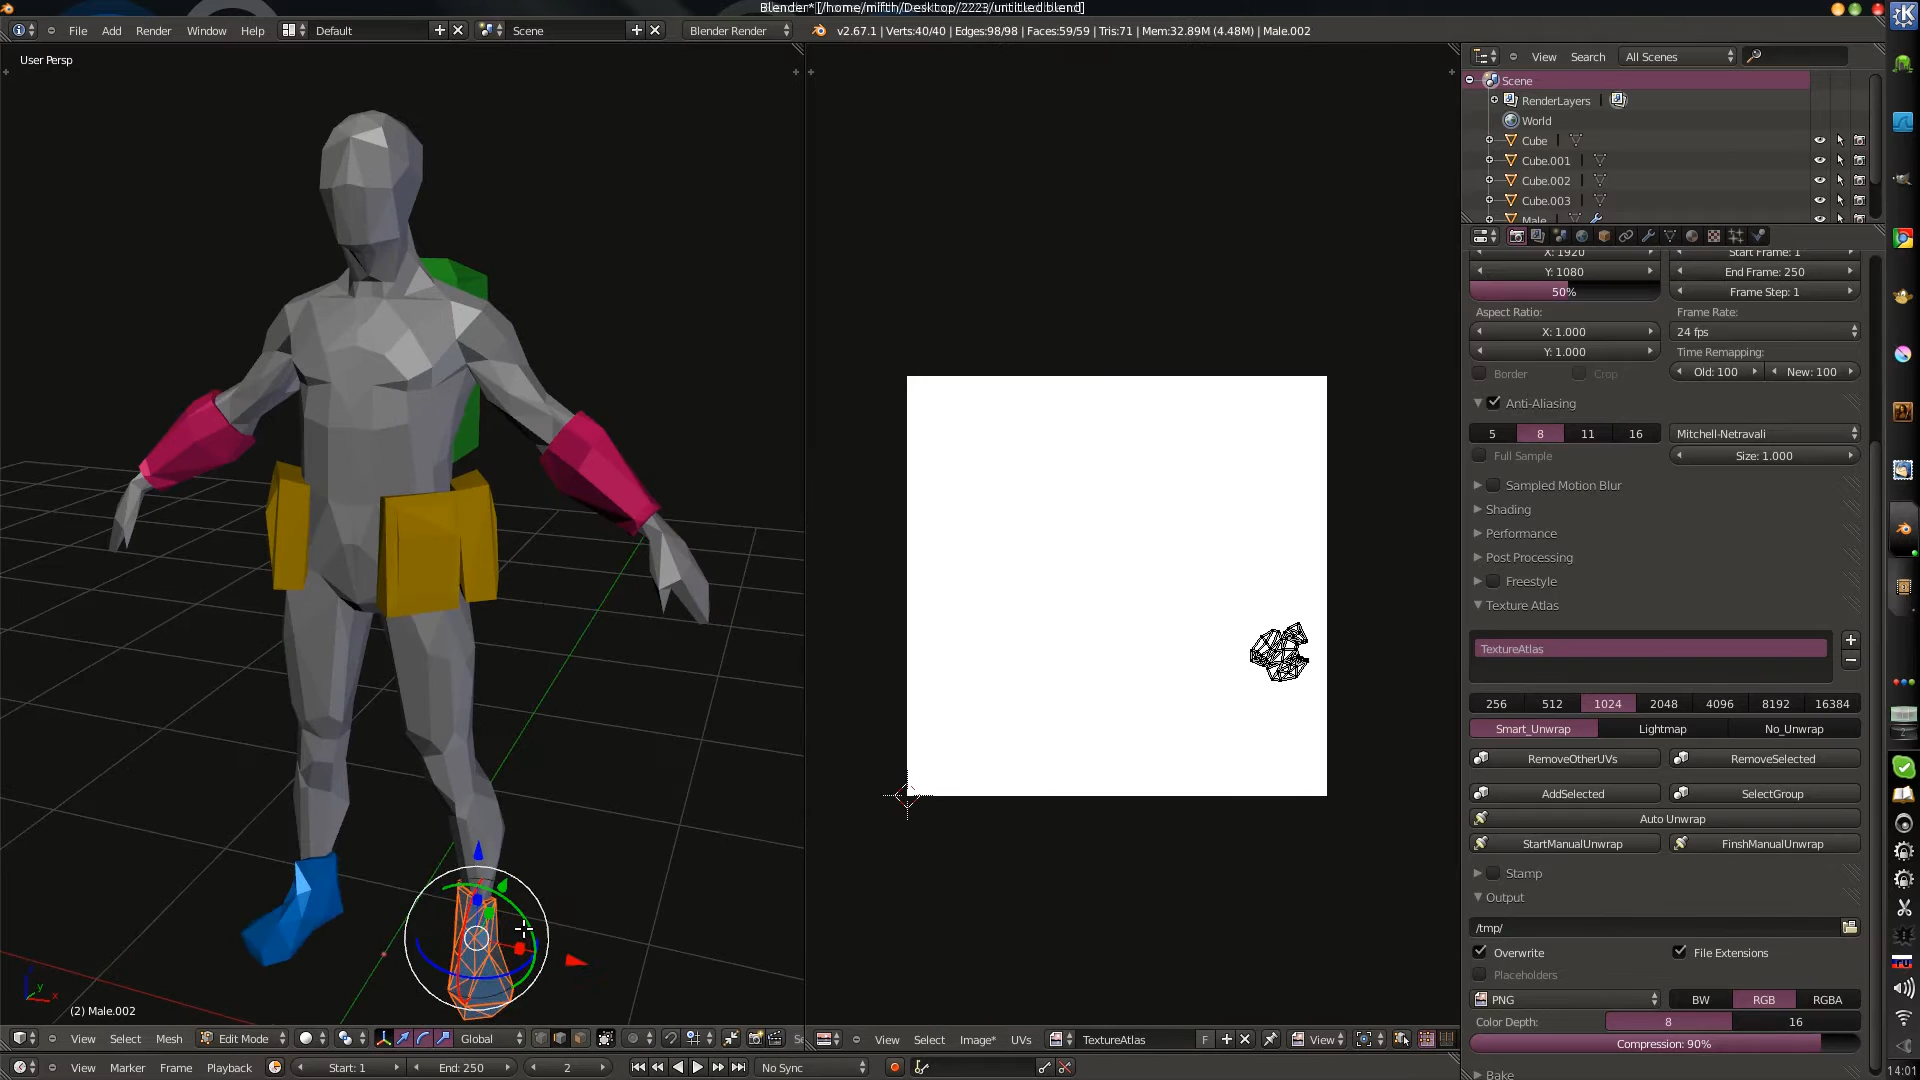 Blender* [/home/mifth/Desktop/2223/untitled.blend]
File Add Render Window Help Default Scene Blender Render v2.67.1 | Verts:40/40 | Edges:98/98 | Faces:59/59 | Tris:71 | Mem:32.89M (4.48M) | Male.002
User Persp
View Search All Scenes
Scene
RenderLayers
World
Cube
Cube.001
Cube.002
Cube.003
Male
X: 1920 Start Frame: 1
Y: 1080 End Frame: 250
50% Frame Step: 1
Aspect Ratio: Frame Rate:
X: 1.000 24 fps
Y: 1.000 Time Remapping:
Border Crop Old: 100 New: 100
Anti-Aliasing
5 8 11 16 Mitchell-Netravali
Full Sample Size: 1.000
Sampled Motion Blur
Shading
Performance
Post Processing
Freestyle
Texture Atlas
TextureAtlas
256 512 1024 2048 4096 8192 16384
Smart_Unwrap Lightmap No_Unwrap
RemoveOtherUVs RemoveSelected
AddSelected SelectGroup
Auto Unwrap
StartManualUnwrap FinshManualUnwrap
Stamp
Output
/tmp/
Overwrite File Extensions
Placeholders
PNG BW RGB RGBA
Color Depth: 8 16
Compression: 90%
Bake
z
y
x
(2) Male.002
View Select Mesh Edit Mode Global Se
View Select Image* UVs TextureAtlas F View
View Marker Frame Playback Start: 1 End: 250 2 No Sync
2
14:01